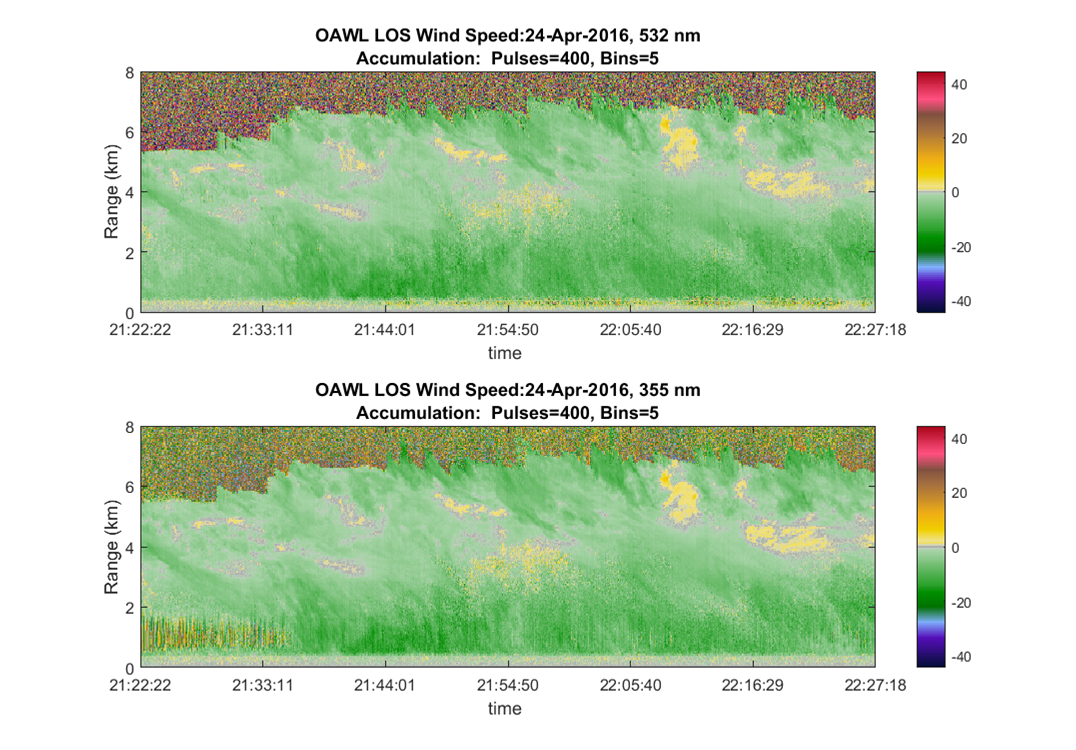 OAWL LOS Wind Speed:24-Apr-2016, 532 nm
Accumulation:  Pulses=400, Bins=5
8
6
4
2
0
Range (km)
21:22:22 21:33:11 21:44:01 21:54:50 22:05:40 22:16:29 22:27:18
time
40
20
0
-20
-40
OAWL LOS Wind Speed:24-Apr-2016, 355 nm
Accumulation:  Pulses=400, Bins=5
8
6
4
2
0
Range (km)
21:22:22 21:33:11 21:44:01 21:54:50 22:05:40 22:16:29 22:27:18
time
40
20
0
-20
-40